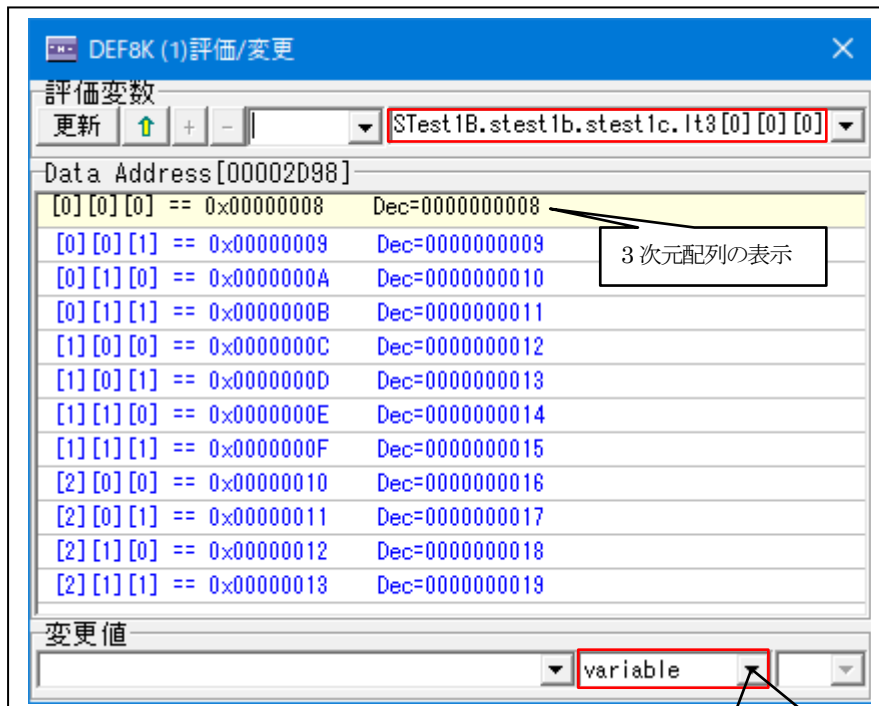 DEF8K (1)評価/変更
評価変数
更新 + -
STest1B.stest1b.stest1c.lt3[0][0][0]
Data Address[00002D98]
[0][0][0] == 0x00000008 Dec=0000000008
[0][0][1] == 0x00000009 Dec=0000000009
3次元配列の表示
[0][1][0] == 0x0000000A Dec=0000000010
[0][1][1] == 0x0000000B Dec=0000000011
[1][0][0] == 0x0000000C Dec=0000000012
[1][0][1] == 0x0000000D Dec=0000000013
[1][1][0] == 0x0000000E Dec=0000000014
[1][1][1] == 0x0000000F Dec=0000000015
[2][0][0] == 0x00000010 Dec=0000000016
[2][0][1] == 0x00000011 Dec=0000000017
[2][1][0] == 0x00000012 Dec=0000000018
[2][1][1] == 0x00000013 Dec=0000000019
変更値
variable